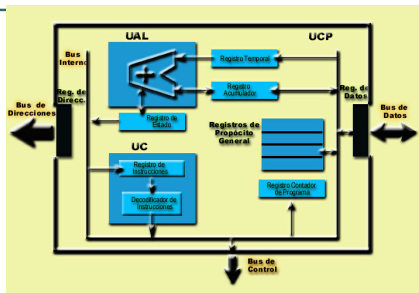 UAL
UCP
Bus
Interno
Registro Temporal
Reg. de
Direcc.
Registro
Acumulador
Reg. de
Datos
Bus de
Direcciones
Bus de
Datos
Registro de
Estado
Registros de
Propósito
General
UC
Registro de
Instrucciones
Decodificador de
Instrucciones
Registro Contador
de Programa
Bus de
Control